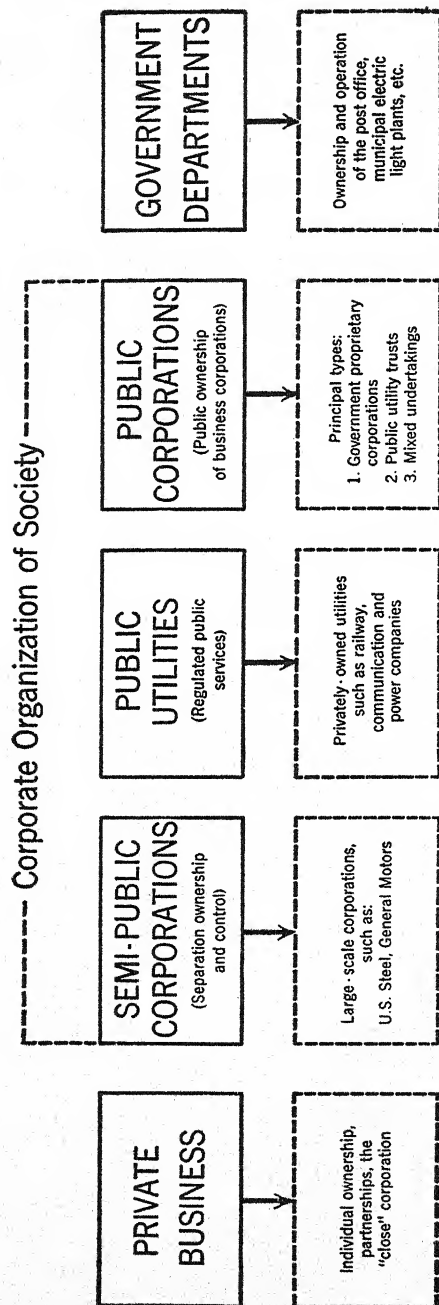 Corporate Organization of Society
PRIVATE
BUSINESS
SEMI-PUBLIC
CORPORATIONS
(Separation ownership
and control)
PUBLIC
UTILITIES
(Regulated public
services)
PUBLIC
CORPORATIONS
(Public ownership
of business corporations)
GOVERNMENT
DEPARTMENTS
Individual ownership,
partnerships, the
"close" corporation
Large-scale corporations,
such as:
U.S. Steel, General Motors
Privately-owned utilities
such as railway,
communication and
power companies
Principal types:
1. Government proprietary
corporations
2. Public utility trusts
3. Mixed undertakings
Ownership and operation
of the post office,
municipal electric
light plants, etc.